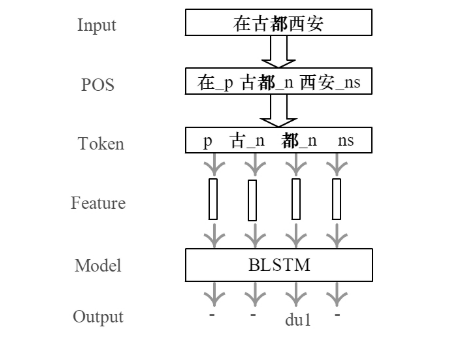 Input 在古都西安
POS 在_p 古都_n 西安_ns
Token p 古_n 都_n ns
Feature
Model BLSTM
Output - - du1 -